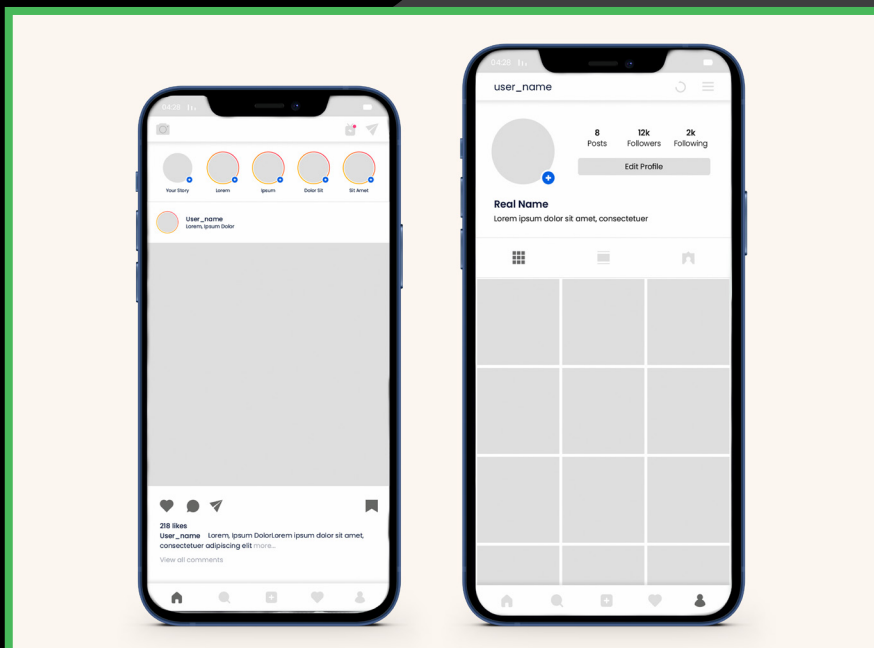 04:28
Your Story
Lorem
Ipsum
Dolor Sit
Sit Amet
User_name
Lorem, Ipsum Dolor
218 likes
User_name Lorem, Ipsum DolorLorem ipsum dolor sit amet,
consectetuer adipiscing elit more...
View all comments
04:28
user_name
8 12k 2k
Posts Followers Following
Edit Profile
Real Name
Lorem ipsum dolor sit amet, consectetuer